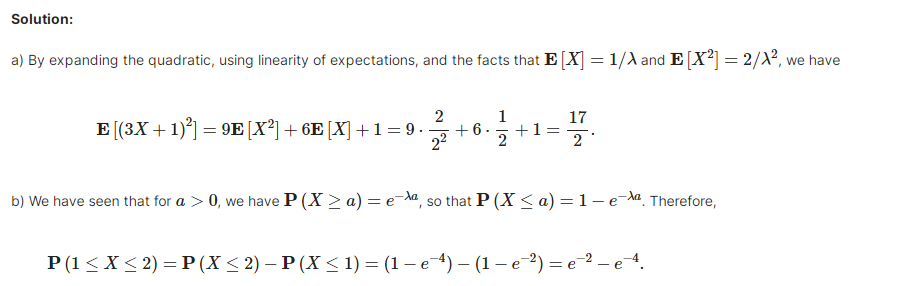 Solution:
a) By expanding the quadratic, using linearity of expectations, and the facts that E [X] = 1/λ and E [X²] = 2/λ², we have
E [(3X + 1)²] = 9E [X²] + 6E [X] + 1 = 9 · 2/2² + 6 · 1/2 + 1 = 17/2.
b) We have seen that for a > 0, we have P (X ≥ a) = e^{−λa}, so that P (X ≤ a) = 1 − e^{−λa}. Therefore,
P (1 ≤ X ≤ 2) = P (X ≤ 2) − P (X ≤ 1) = (1 − e^{−4}) − (1 − e^{−2}) = e^{−2} − e^{−4}.